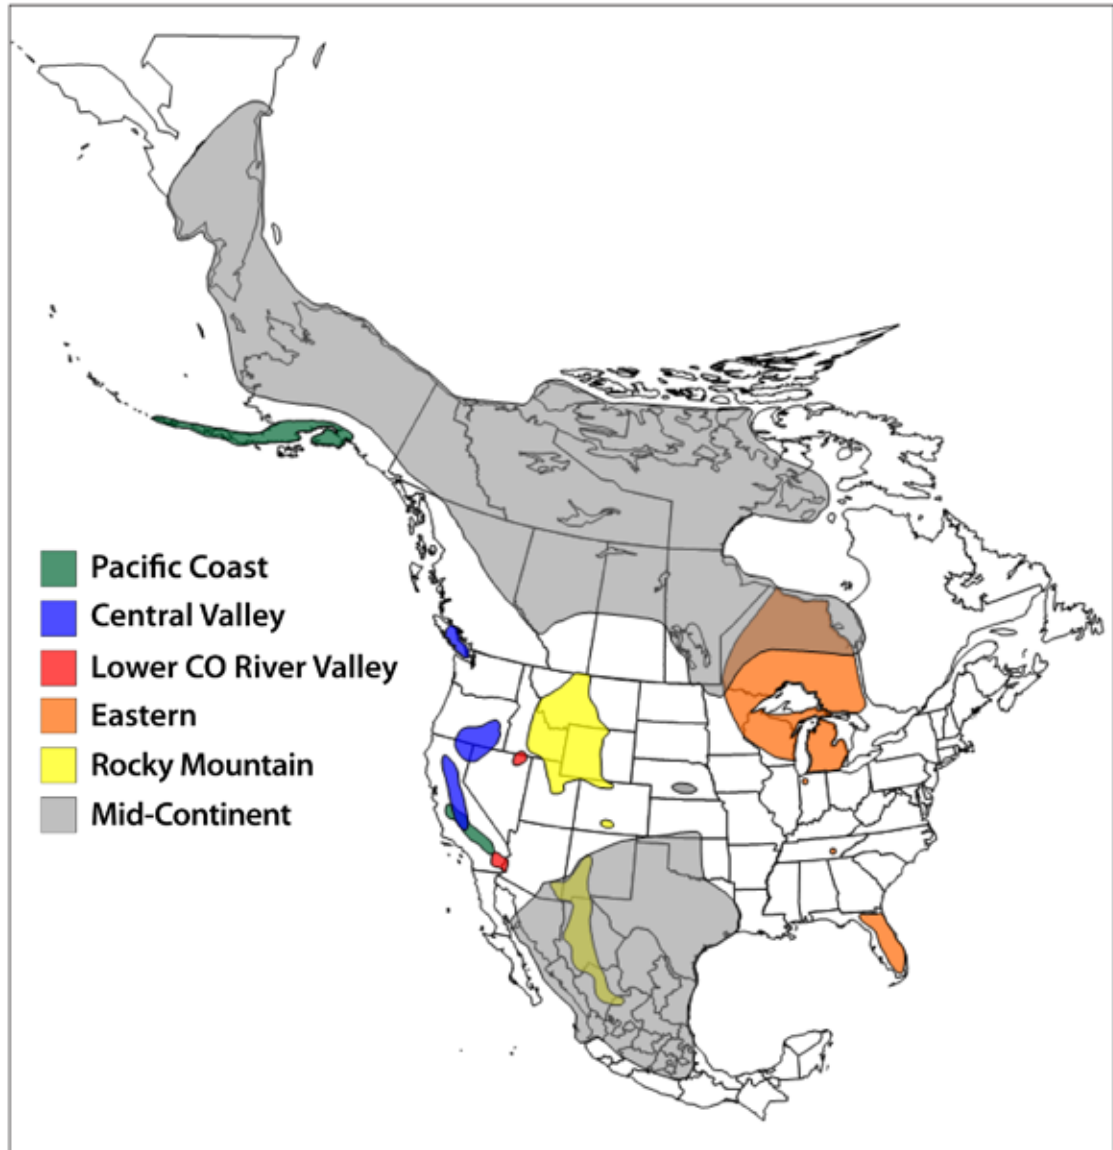 Pacific Coast
Central Valley
Lower CO River Valley
Eastern
Rocky Mountain
Mid-Continent